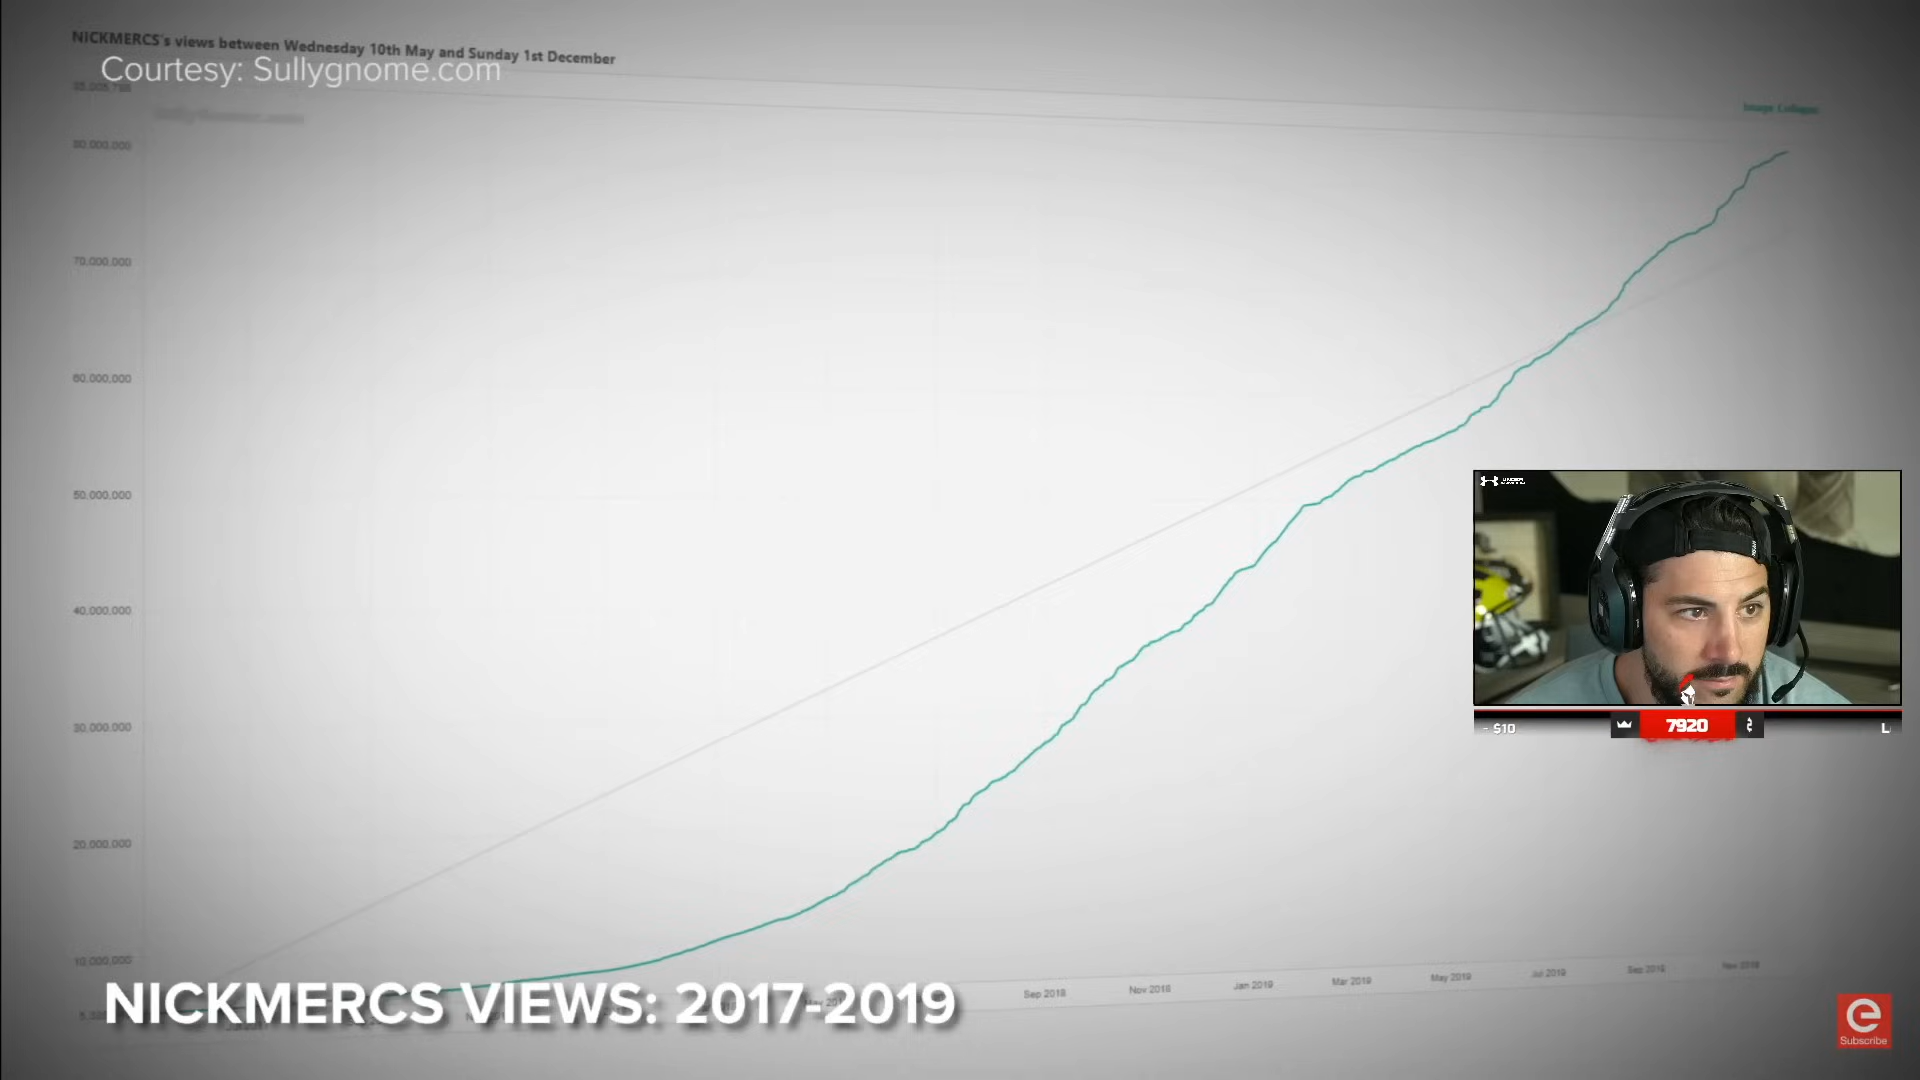 NICKMERCS's views between Wednesday 10th May and Sunday 1st December
Courtesy: Sullygnome.com
80,000,000
70,000,000
60,000,000
50,000,000
40,000,000
30,000,000
20,000,000
10,000,000
Sep 2018
Nov 2018
Jan 2019
Mar 2019
May 2019
Jul 2019
Sep 2019
Nov 2019
NICKMERCS VIEWS: 2017-2019
UNDER
- $10
7920
L
e
Subscribe